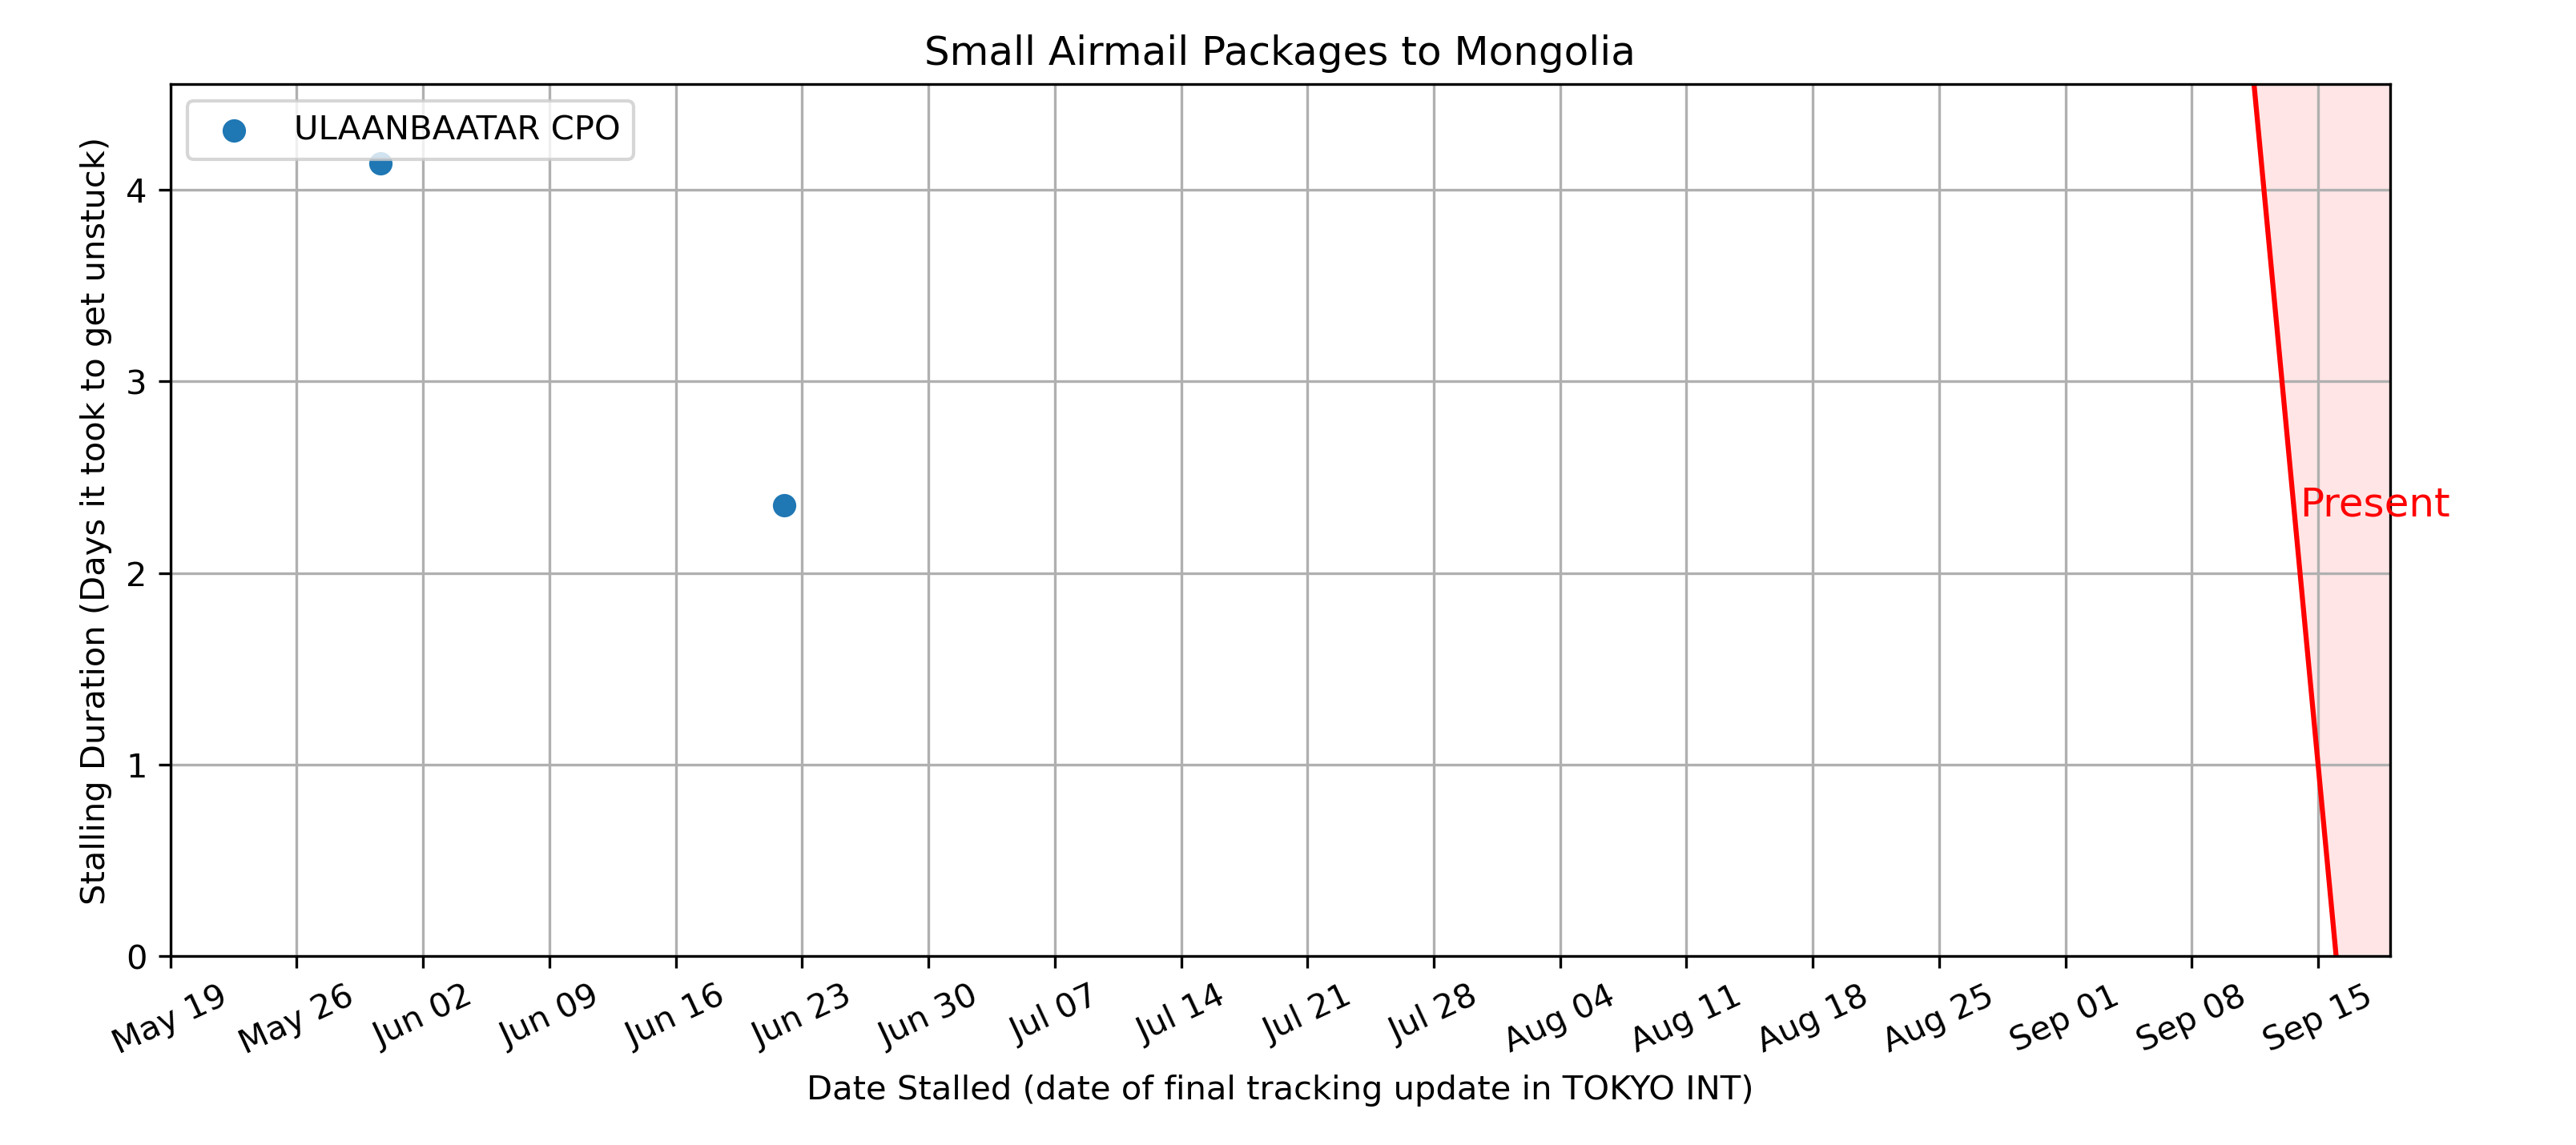 Small Airmail Packages to Mongolia
ULAANBAATAR CPO
Stalling Duration (Days it took to get unstuck)
4
3
2
1
0
Present
May 19
May 26
Jun 02
Jun 09
Jun 16
Jun 23
Jun 30
Jul 07
Jul 14
Jul 21
Jul 28
Aug 04
Aug 11
Aug 18
Aug 25
Sep 01
Sep 08
Sep 15
Date Stalled (date of final tracking update in TOKYO INT)